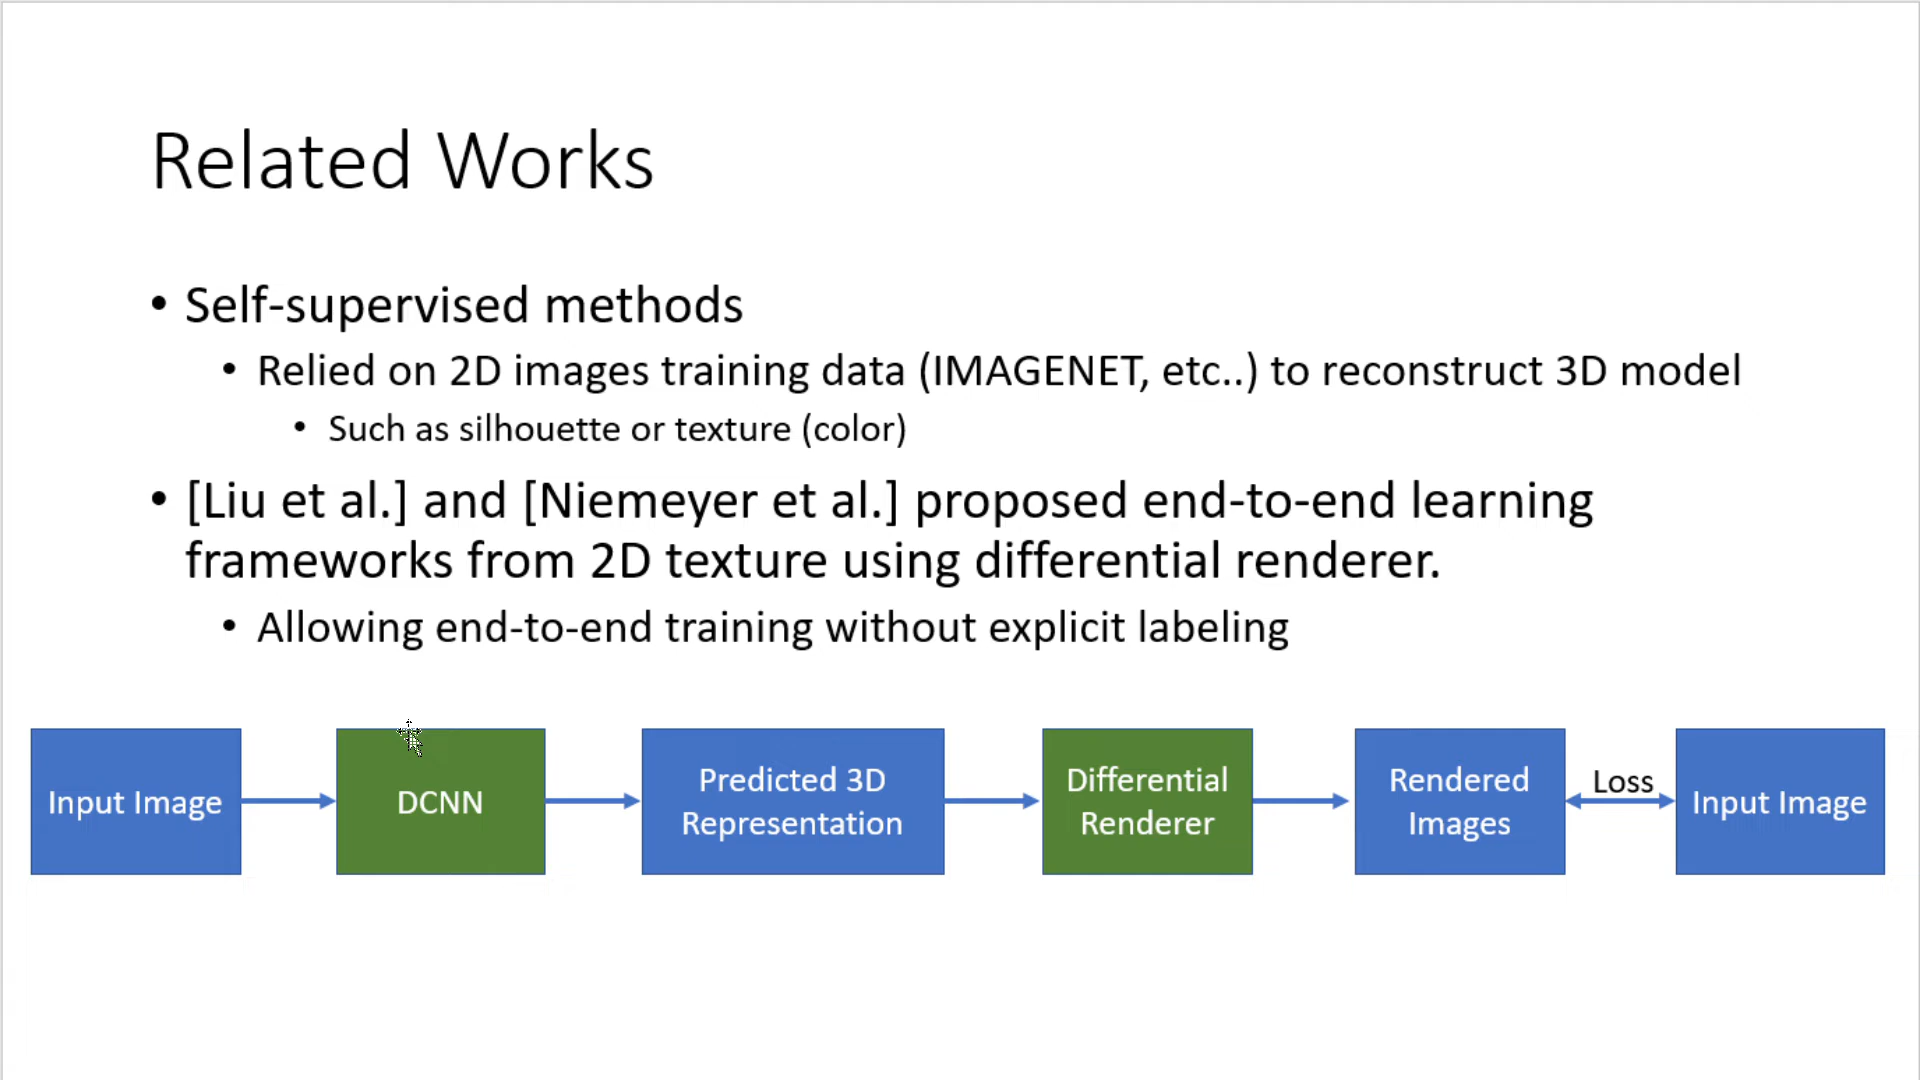 Related Works
• Self-supervised methods
• Relied on 2D images training data (IMAGENET, etc..) to reconstruct 3D model
• Such as silhouette or texture (color)
• [Liu et al.] and [Niemeyer et al.] proposed end-to-end learning
frameworks from 2D texture using differential renderer.
• Allowing end-to-end training without explicit labeling
Input Image
DCNN
Predicted 3D
Representation
Differential
Renderer
Rendered
Images
Loss
Input Image